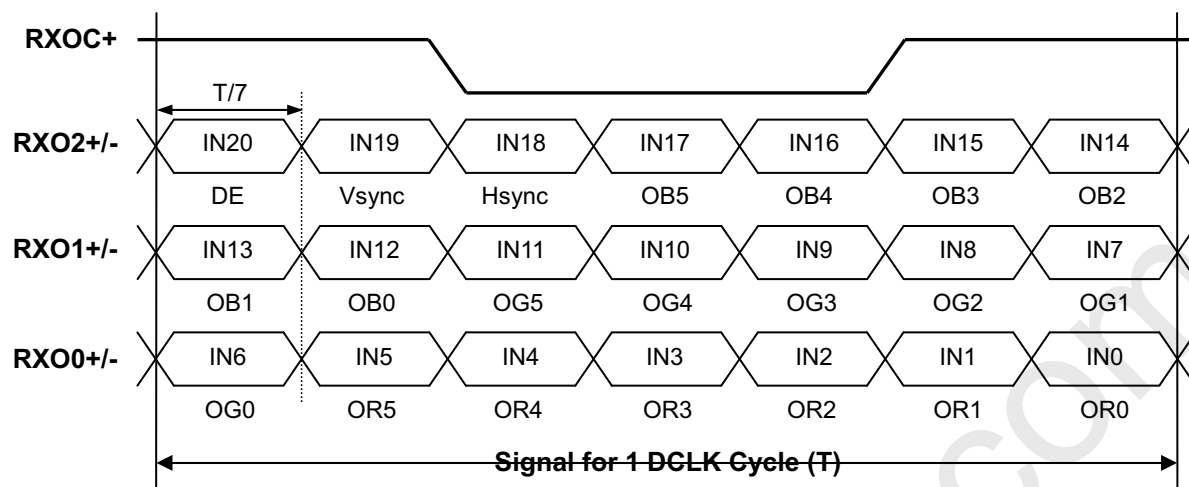 RXOC+
T/7
RXO2+/- IN20 IN19 IN18 IN17 IN16 IN15 IN14
DE Vsync Hsync OB5 OB4 OB3 OB2
RXO1+/- IN13 IN12 IN11 IN10 IN9 IN8 IN7
OB1 OB0 OG5 OG4 OG3 OG2 OG1
RXO0+/- IN6 IN5 IN4 IN3 IN2 IN1 IN0
OG0 OR5 OR4 OR3 OR2 OR1 OR0
Signal for 1 DCLK Cycle (T)
com